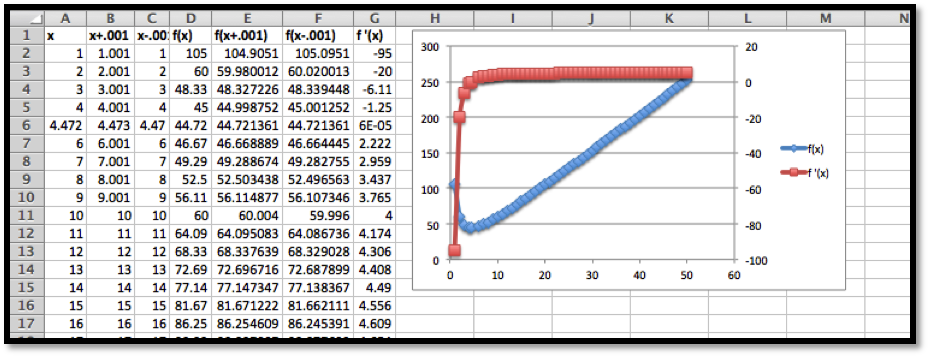 A B C D E F G H I J K L M N
1 x x+.001 x-.00 f(x) f(x+.001) f(x-.001) f '(x)
2 1 1.001 1 105 104.9051 105.0951 -95
3 2 2.001 2 60 59.980012 60.020013 -20
4 3 3.001 3 48.33 48.327226 48.339448 -6.11
5 4 4.001 4 45 44.998752 45.001252 -1.25
6 4.472 4.473 4.47 44.72 44.721361 44.721361 6E-05
7 6 6.001 6 46.67 46.668889 46.664445 2.222
8 7 7.001 7 49.29 49.288674 49.282755 2.959
9 8 8.001 8 52.5 52.503438 52.496563 3.437
10 9 9.001 9 56.11 56.114877 56.107346 3.765
11 10 10 10 60 60.004 59.996 4
12 11 11 11 64.09 64.095083 64.086736 4.174
13 12 12 12 68.33 68.337639 68.329028 4.306
14 13 13 13 72.69 72.696716 72.687899 4.408
15 14 14 14 77.14 77.147347 77.138367 4.49
16 15 15 15 81.67 81.671222 81.662111 4.556
17 16 16 16 86.25 86.254609 86.245391 4.609
300 20
250 0
200 -20
150 -40
100 -60
50 -80
0 -100
0 10 20 30 40 50 60
f(x)
f '(x)